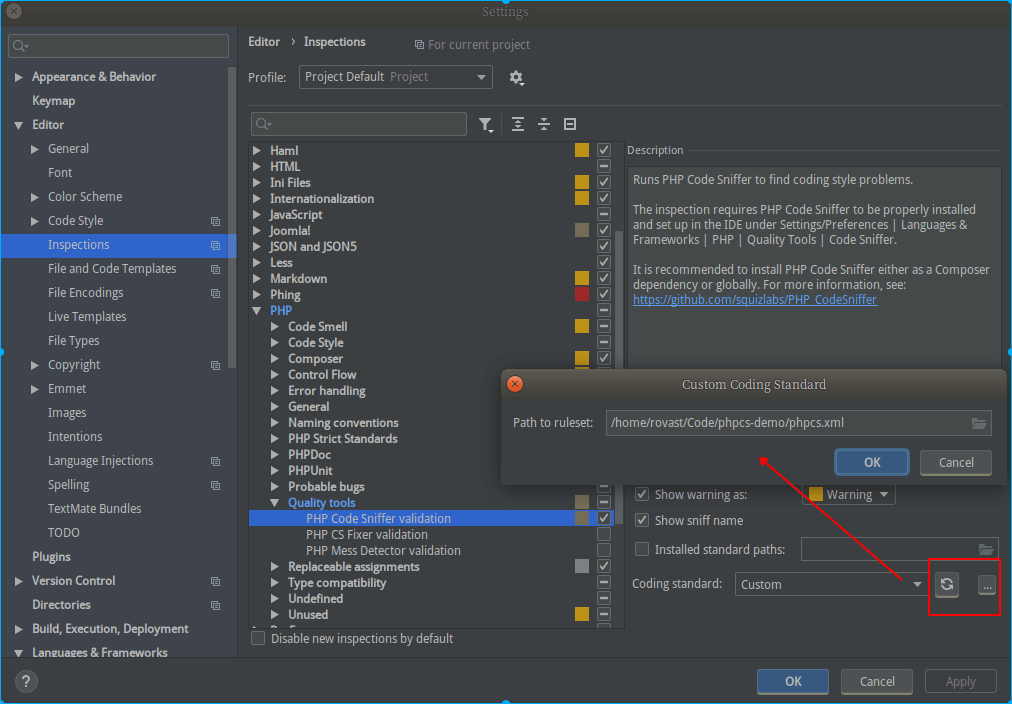 Settings
Editor › Inspections For current project
Profile: Project Default Project
Appearance & Behavior
Keymap
Editor
General
Font
Color Scheme
Code Style
Inspections
File and Code Templates
File Encodings
Live Templates
File Types
Copyright
Emmet
Images
Intentions
Language Injections
Spelling
TextMate Bundles
TODO
Plugins
Version Control
Directories
Build, Execution, Deployment
Languages & Frameworks
?
Haml
HTML
Ini Files
Internationalization
JavaScript
Joomla!
JSON and JSON5
Less
Markdown
Phing
PHP
Code Smell
Code Style
Composer
Control Flow
Error handling
General
Naming conventions
PHP Strict Standards
PHPDoc
PHPUnit
Probable bugs
Quality tools
PHP Code Sniffer validation
PHP CS Fixer validation
PHP Mess Detector validation
Replaceable assignments
Type compatibility
Undefined
Unused
Disable new inspections by default
Description
Runs PHP Code Sniffer to find coding style problems.
The inspection requires PHP Code Sniffer to be properly installed
and set up in the IDE under Settings/Preferences | Languages &
Frameworks | PHP | Quality Tools | Code Sniffer.
It is recommended to install PHP Code Sniffer either as a Composer
dependency or globally. For more information, see:
https://github.com/squizlabs/PHP_CodeSniffer
Custom Coding Standard
Path to ruleset: /home/rovast/Code/phpcs-demo/phpcs.xml
OK Cancel
Show warning as: Warning
Show sniff name
Installed standard paths:
Coding standard: Custom ...
OK Cancel Apply